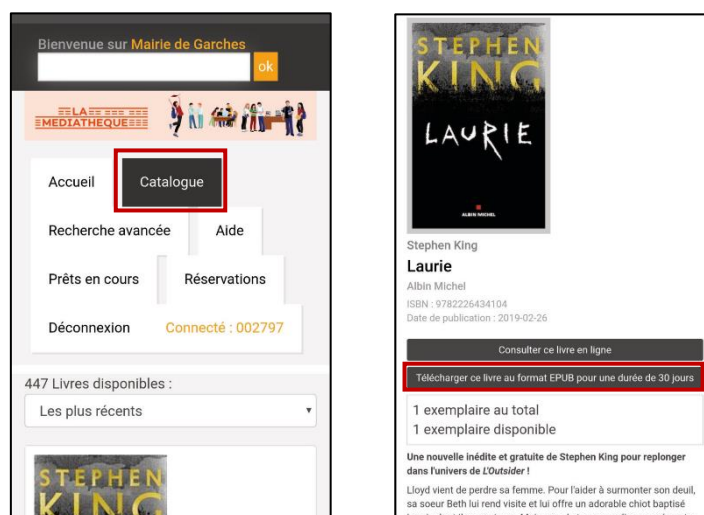 Bienvenue sur Mairie de Garches
ok
LA
MEDIATHEQUE
Accueil
Catalogue
Recherche avancée
Aide
Prêts en cours
Réservations
Déconnexion
Connecté : 002797
447 Livres disponibles :
Les plus récents
STEPHEN
KING
STEPHEN
KING
LAURIE
ALBIN MICHEL
Stephen King
Laurie
Albin Michel
ISBN : 9782226434104
Date de publication : 2019-02-26
Consulter ce livre en ligne
Télécharger ce livre au format EPUB pour une durée de 30 jours
1 exemplaire au total
1 exemplaire disponible
Une nouvelle inédite et gratuite de Stephen King pour replonger
dans l'univers de L'Outsider !
Lloyd vient de perdre sa femme. Pour l'aider à surmonter son deuil,
sa soeur Beth lui rend visite et lui offre un adorable chiot baptisé